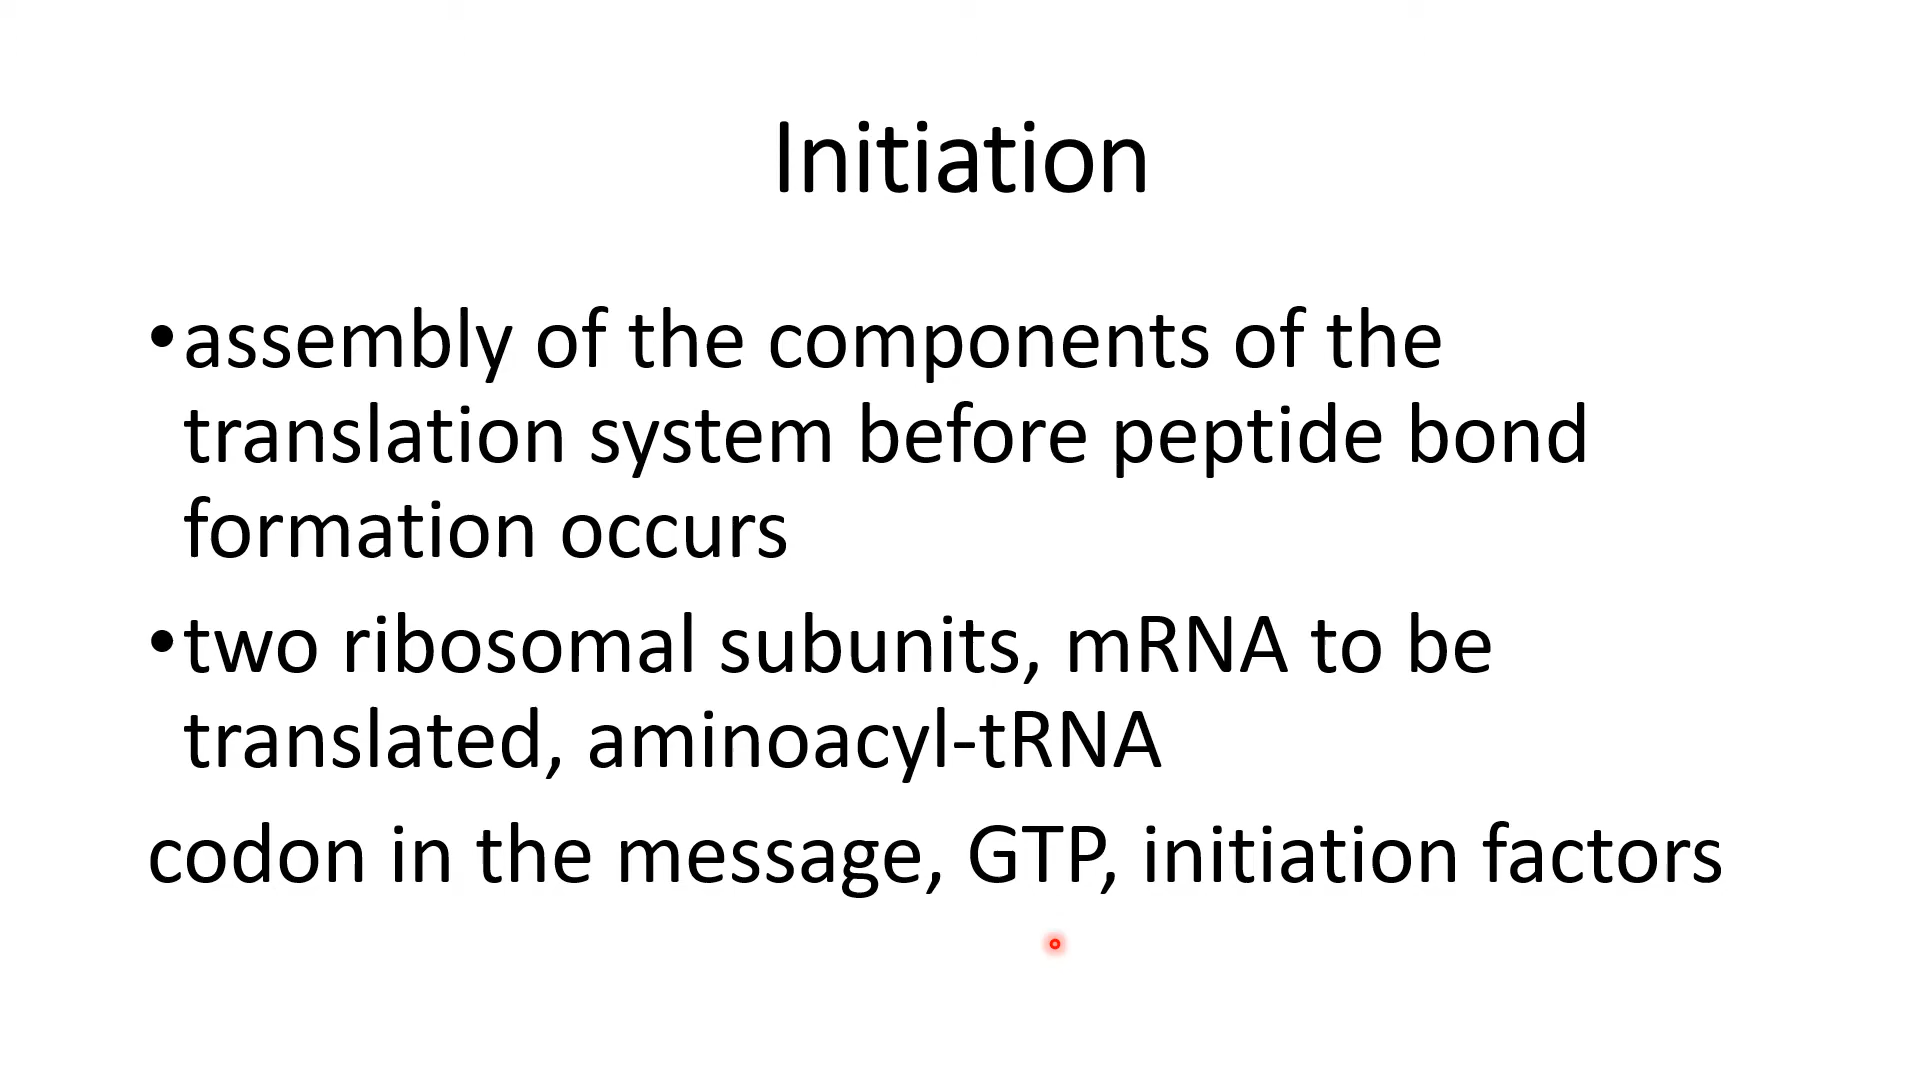 Initiation
•assembly of the components of the
translation system before peptide bond
formation occurs
•two ribosomal subunits, mRNA to be
translated, aminoacyl-tRNA
codon in the message, GTP, initiation factors